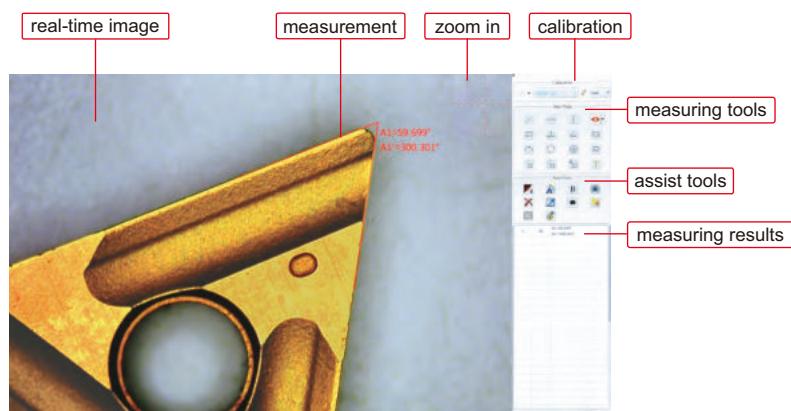 real-time image
measurement
zoom in
calibration
measuring tools
A1=59.699°
A1'=300.301°
assist tools
measuring results